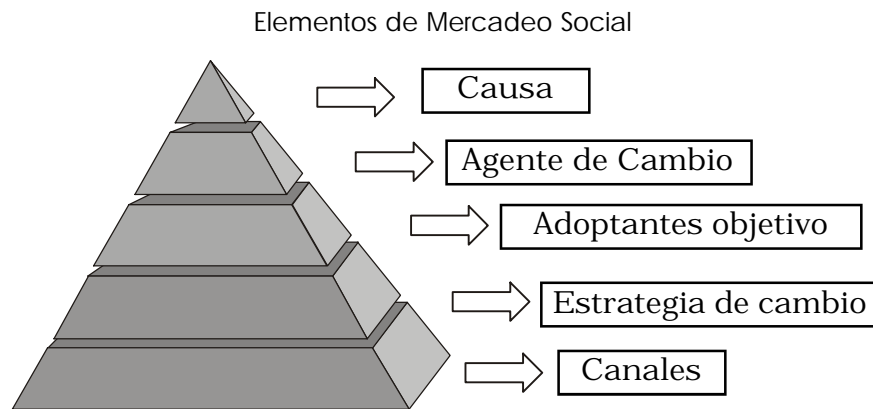 Elementos de Mercadeo Social
Causa
Agente de Cambio
Adoptantes objetivo
Estrategia de cambio
Canales